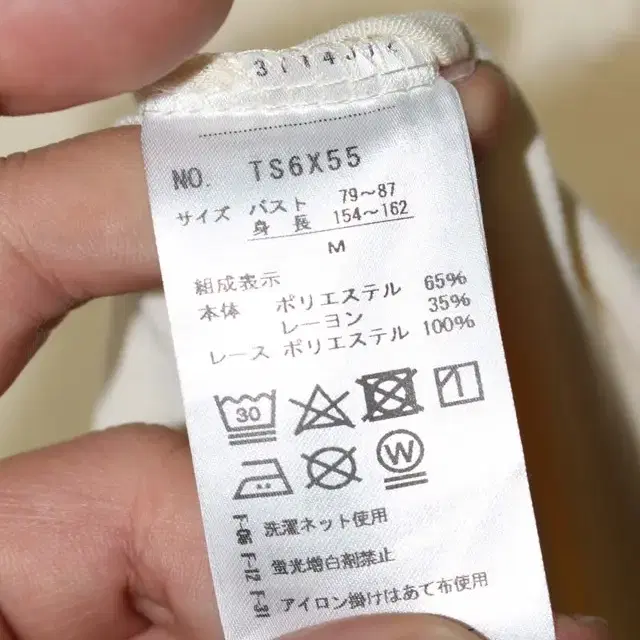 NO. TS6X55
サイズ バスト 79〜87
身長 154〜162
M
組成表示
本体 ポリエステル 65%
レーヨン 35%
レース ポリエステル 100%
30
W
F-06 F-12 F-31
洗濯ネット使用
蛍光増白剤禁止
アイロン掛けはあて布使用